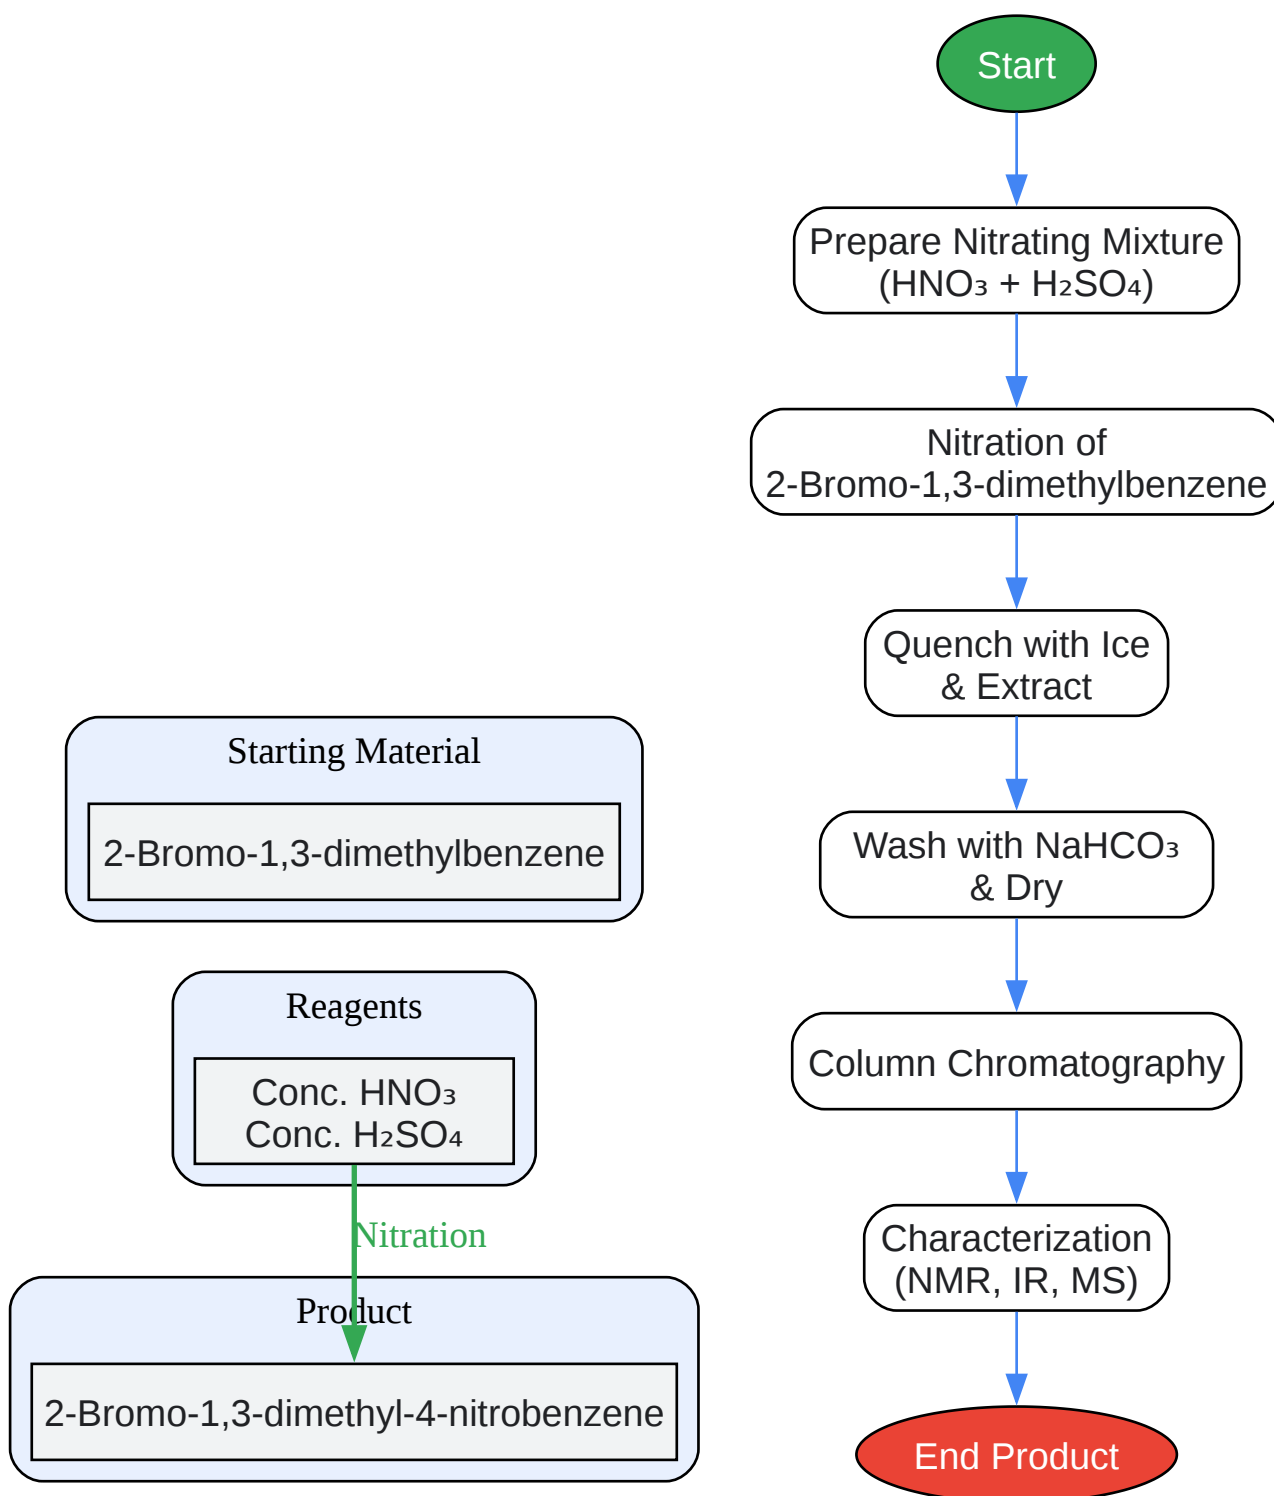 Start
Prepare Nitrating Mixture
(HNO₃ + H₂SO₄)
Nitration of
2-Bromo-1,3-dimethylbenzene
Quench with Ice
& Extract
Wash with NaHCO₃
& Dry
Column Chromatography
Characterization
(NMR, IR, MS)
End Product
Starting Material
2-Bromo-1,3-dimethylbenzene
Reagents
Conc. HNO₃
Conc. H₂SO₄
Nitration
Product
2-Bromo-1,3-dimethyl-4-nitrobenzene